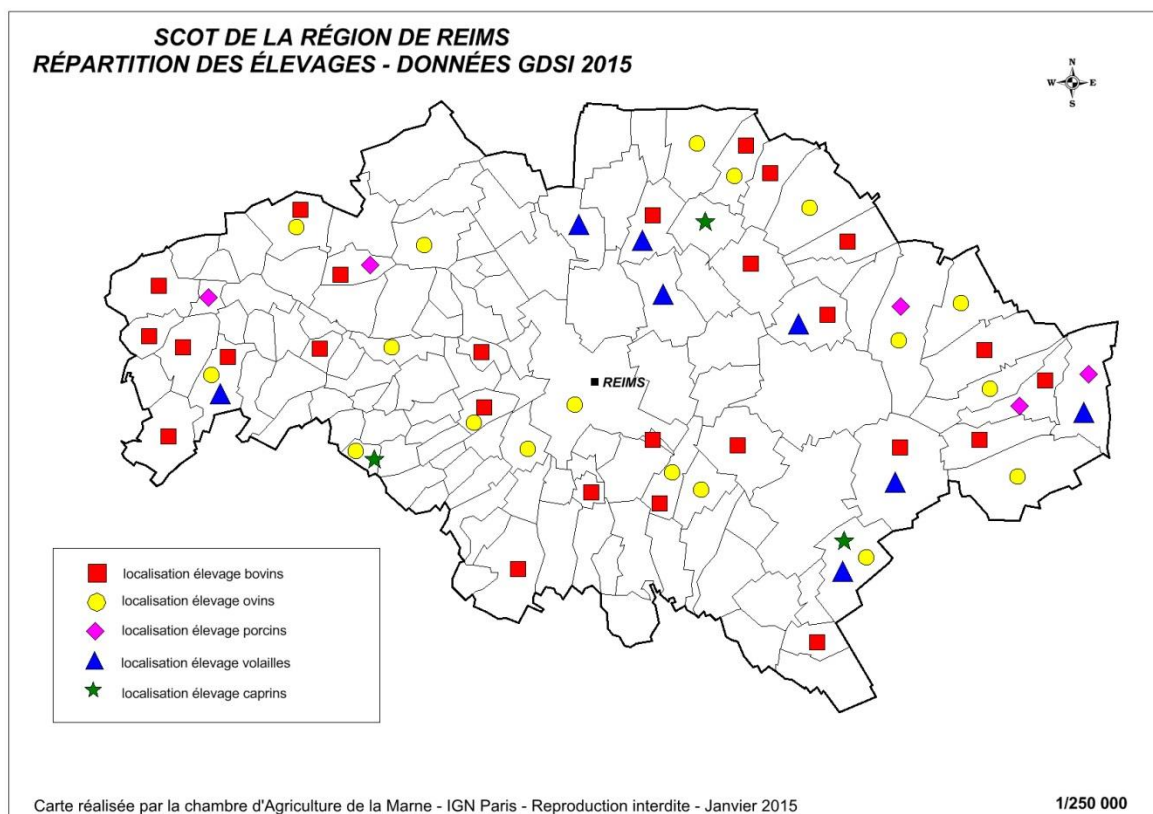 SCOT DE LA RÉGION DE REIMS
RÉPARTITION DES ÉLEVAGES - DONNÉES GDSI 2015
N
W E
S
REIMS
localisation élevage bovins
localisation élevage ovins
localisation élevage porcins
localisation élevage volailles
localisation élevage caprins
Carte réalisée par la chambre d'Agriculture de la Marne - IGN Paris - Reproduction interdite - Janvier 2015
1/250 000